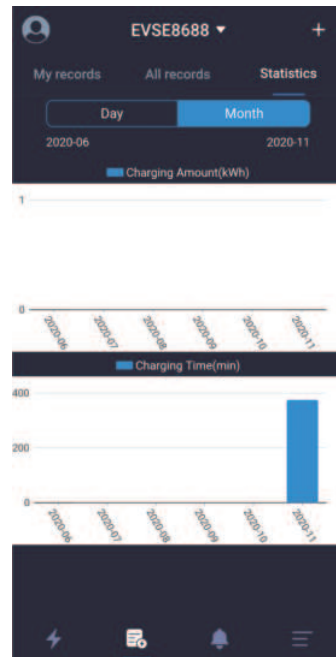 EVSE8688 ▼ +
My records All records Statistics
Day Month
2020-06 2020-11
Charging Amount(kWh)
1
0
2020-06 2020-07 2020-08 2020-09 2020-10 2020-11
Charging Time(min)
400
200
0
2020-06 2020-07 2020-08 2020-09 2020-10 2020-11